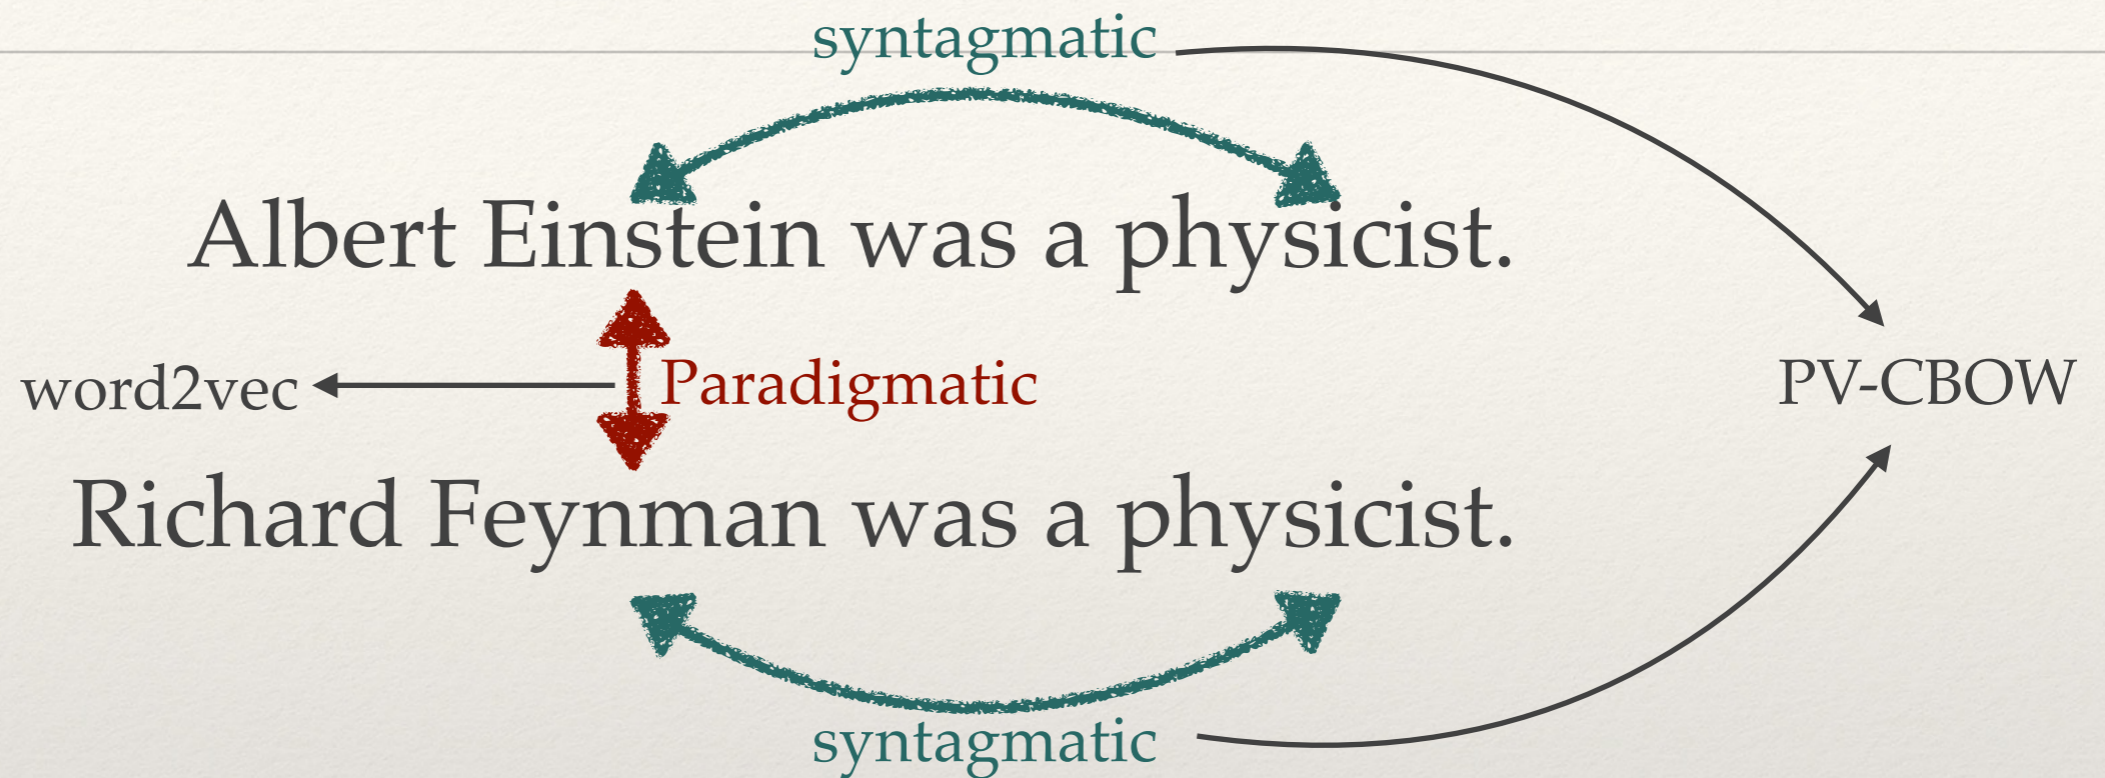 syntagmatic
Albert Einstein was a physicist.
word2vec
Paradigmatic
PV-CBOW
Richard Feynman was a physicist.
syntagmatic